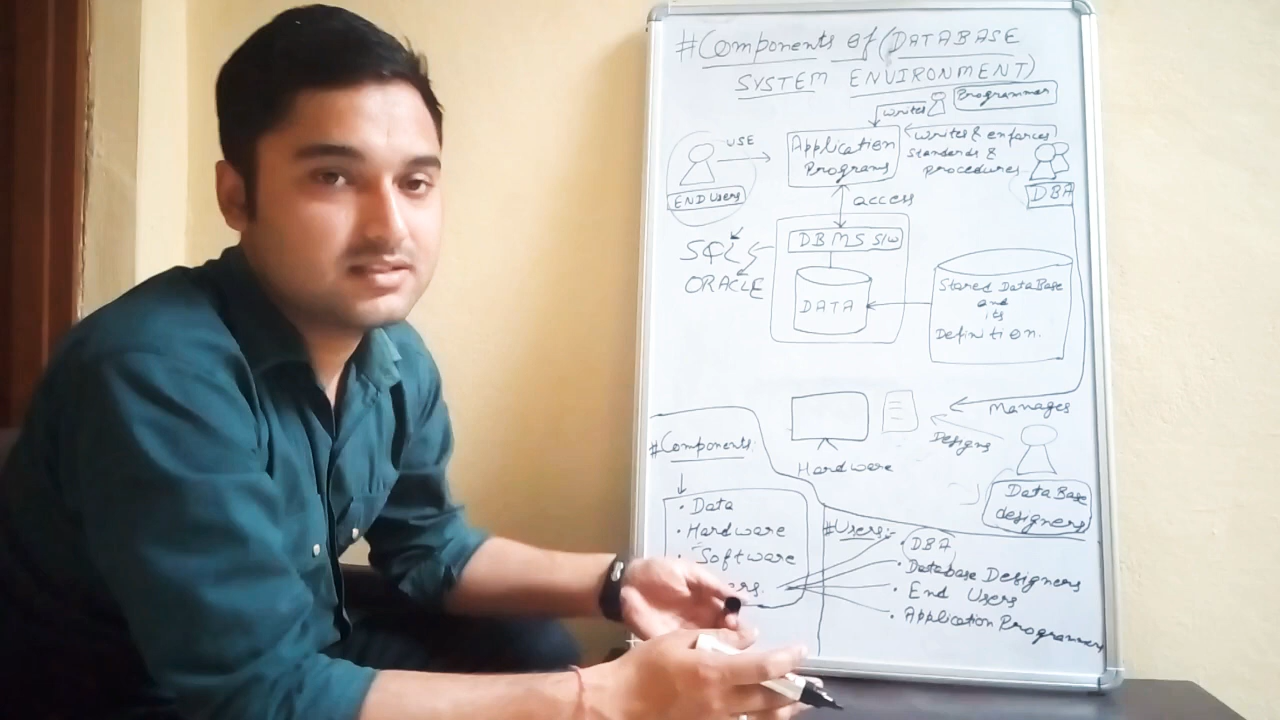 #Components of (DATABASE
SYSTEM ENVIRONMENT)
Programmer
writes
USE
Application
Programs
writes & enforces
standards &
procedures
END Users
DBA
access
DBMS S/W
SQL
ORACLE
DATA
Stored DataBase
and
its
Definition.
Manages
Designs
Hardware
DataBase
designers
#Components:
• Data
• Hardware
• Software
#Users:-
• DBA
• Database Designers
• End Users
• Application Programmers